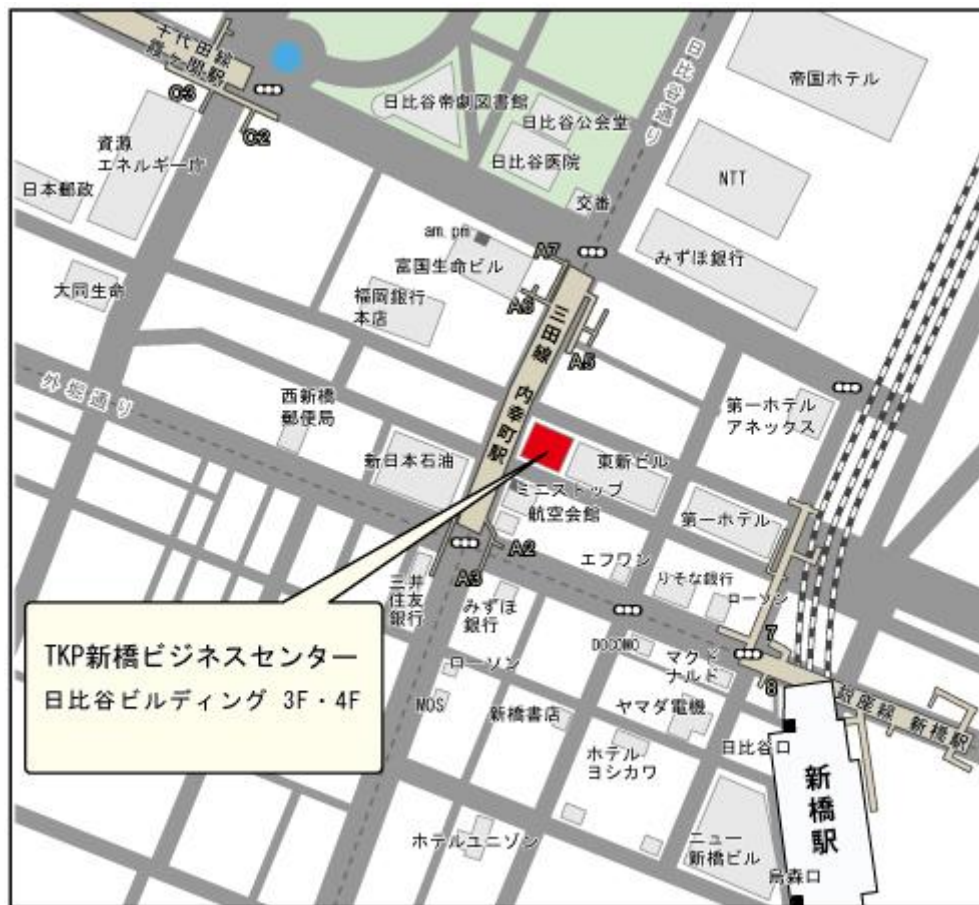 千代田線
霞ヶ関駅
C3
C2
資源
エネルギー庁
日本郵政
大同生命
日比谷帝劇図書館
日比谷公会堂
日比谷医院
交番
日比谷通り
帝国ホテル
NTT
みずほ銀行
am.pm
富国生命ビル
福岡銀行
本店
A7
A6
A5
三田線 内幸町駅
外堀通り
西新橋
郵便局
新日本石油
東新ビル
ミニストップ
航空会館
第一ホテル
アネックス
第一ホテル
A2
A3
エフワン
りそな銀行
ローソン
三井
住友
銀行
みずほ
銀行
DOCOMO
マクド
ナルド
7
8
銀座線 新橋駅
TKP新橋ビジネスセンター
日比谷ビルディング 3F・4F
ローソン
MOS
新橋書店
ヤマダ電機
日比谷口
ホテル
ヨシカワ
新橋駅
ホテルユニゾン
ニュー
新橋ビル
烏森口